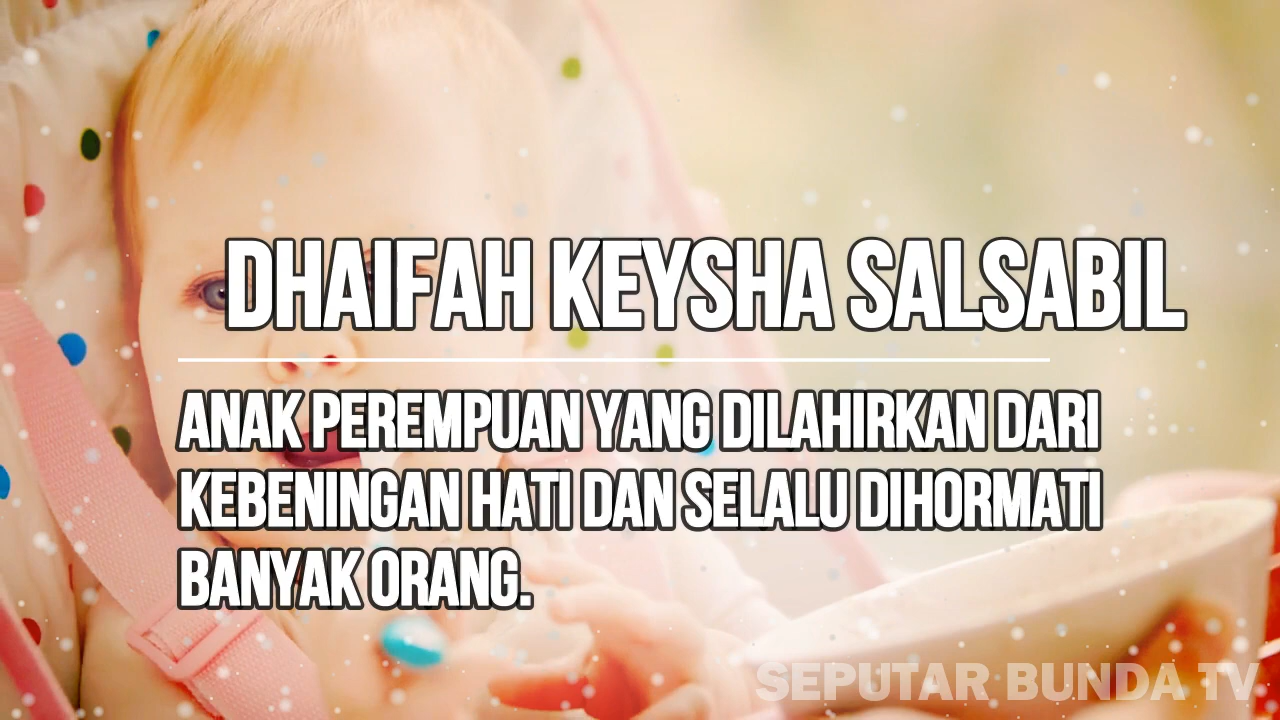 DHAIFAH KEYSHA SALSABIL
ANAK PEREMPUAN YANG DILAHIRKAN DARI
KEBENINGAN HATI DAN SELALU DIHORMATI
BANYAK ORANG.
SEPUTAR BUNDA TV